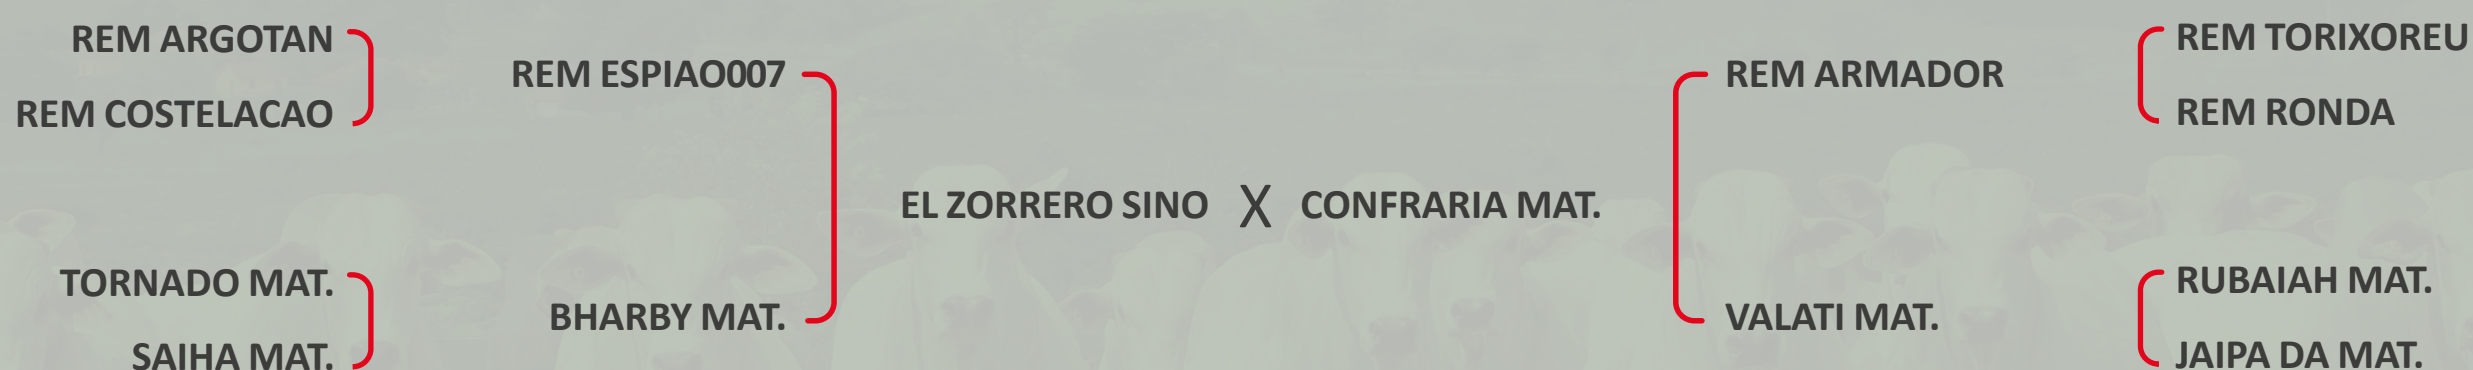 REM ARGOTAN
REM COSTELACAO
REM ESPIAO007
TORNADO MAT.
SAIHA MAT.
BHARBY MAT.
EL ZORRERO SINO X CONFRARIA MAT.
REM ARMADOR
REM TORIXOREU
REM RONDA
VALATI MAT.
RUBAIAH MAT.
JAIPA DA MAT.